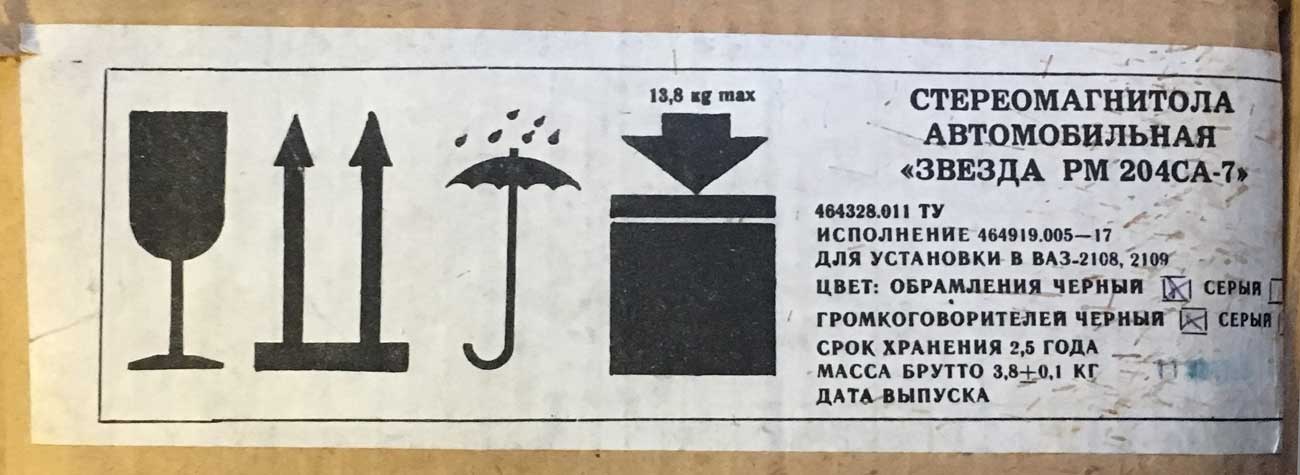 13,8 кg max
СТЕРЕОМАГНИТОЛА
АВТОМОБИЛЬНАЯ
«ЗВЕЗДА РМ 204СА-7»
464328.011 ТУ
ИСПОЛНЕНИЕ 464919.005—17
ДЛЯ УСТАНОВКИ В ВАЗ-2108, 2109
ЦВЕТ: ОБРАМЛЕНИЯ ЧЕРНЫЙ ☒ СЕРЫЙ ☐
ГРОМКОГОВОРИТЕЛЕЙ ЧЕРНЫЙ ☒ СЕРЫЙ
СРОК ХРАНЕНИЯ 2,5 ГОДА
МАССА БРУТТО 3,8±0,1 КГ
ДАТА ВЫПУСКА